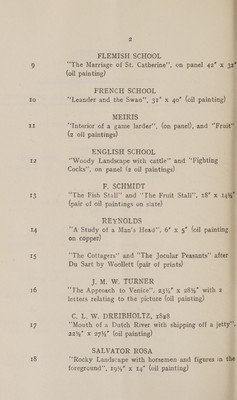 2
FLEMISH SCHOOL
9 "The Marriage of St. Catherine", on panel 42" x 32"
(oil painting)
FRENCH SCHOOL
10 "Leander and the Swan", 31" x 40" (oil painting)
MEIRIS
11 "Interior of a game larder", (on panel), and "Fruit"
(2 oil paintings)
ENGLISH SCHOOL
12 "Woody Landscape with cattle" and "Fighting
Cocks", on panel (2 oil paintings)
F. SCHMIDT
13 "The Fish Stall" and "The Fruit Stall", 18" x 14½"
(pair of oil paintings on slate)
REYNOLDS
14 "A Study of a Man's Head", 6" x 5" (oil painting
on copper)
15 "The Cottagers" and "The Jocular Peasants" after
Du Sart by Woollett (pair of prints)
J. M. W. TURNER
16 "The Approach to Venice", 23½" x 28½" with 2
letters relating to the picture (oil painting)
C. L. W. DREIBHOLTZ, 1828
17 "Mouth of a Dutch River with shipping off a jetty",
22½" x 27½" (oil painting)
SALVATOR ROSA
18 "Rocky Landscape with horsemen and figures in the
foreground", 19½" x 14" (oil painting)